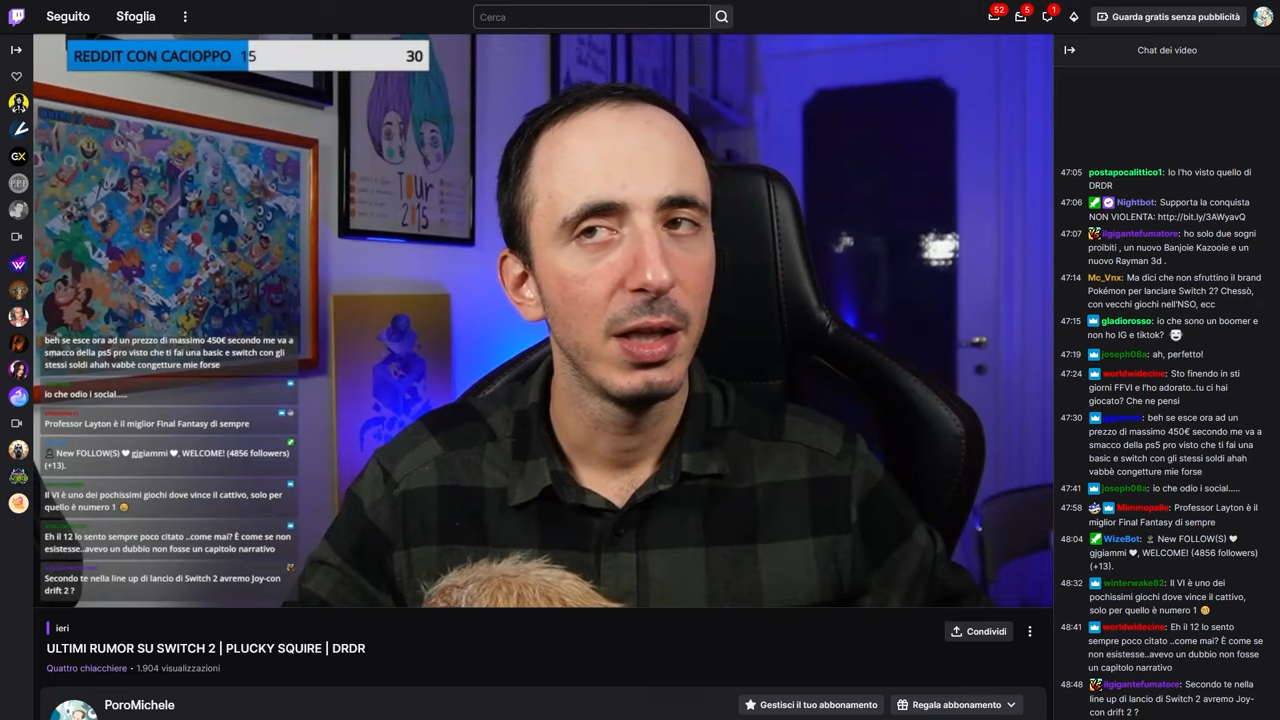 Seguito
Sfoglia
Cerca
52
5
1
Guarda gratis senza pubblicità
REDDIT CON CACIOPPO
15
30
TOUR
2015
beh se esce ora ad un prezzo di massimo 450€ secondo me va a
smacco della ps5 pro visto che ti fai una basic e switch con gli
stessi soldi ahah vabbè congetture mie forse
io che odio i social.....
Professor Layton è il miglior Final Fantasy di sempre
New FOLLOW(S) ♥ gjgiammi ♥, WELCOME! (4856 followers)
(+13).
Il VI è uno dei pochissimi giochi dove vince il cattivo, solo per
quello è numero 1
Eh il 12 lo sento sempre poco citato ..come mai? È come se non
esistesse..avevo un dubbio non fosse un capitolo narrativo
Secondo te nella line up di lancio di Switch 2 avremo Joy-con
drift 2 ?
ieri
ULTIMI RUMOR SU SWITCH 2 | PLUCKY SQUIRE | DRDR
Quattro chiacchiere • 1.904 visualizzazioni
Condividi
PoroMichele
Gestisci il tuo abbonamento
Regala abbonamento
Chat dei video
47:05 postapocalittico1: Io l'ho visto quello di
DRDR
47:06 Nightbot: Supporta la conquista
NON VIOLENTA: http://bit.ly/3AWyavQ
47:07 ilgigantefumatore: ho solo due sogni
proibiti , un nuovo Banjoie Kazooie e un
nuovo Rayman 3d .
47:14 Mc_Vnx: Ma dici che non sfruttino il brand
Pokémon per lanciare Switch 2? Chessò,
con vecchi giochi nell'NSO, ecc
47:15 gladiorosso: io che sono un boomer e
non ho IG e tiktok?
47:19 joseph08a: ah, perfetto!
47:24 worldwidecine: Sto finendo in sti
giorni FFVI e l'ho adorato..tu ci hai
giocato? Che ne pensi
47:30 gjgiammi: beh se esce ora ad un
prezzo di massimo 450€ secondo me va a
smacco della ps5 pro visto che ti fai una
basic e switch con gli stessi soldi ahah
vabbè congetture mie forse
47:41 joseph08a: io che odio i social.....
47:58 Mimmopalle: Professor Layton è il
miglior Final Fantasy di sempre
48:04 WizeBot: New FOLLOW(S) ♥
gjgiammi ♥, WELCOME! (4856 followers)
(+13).
48:32 winterwake82: Il VI è uno dei
pochissimi giochi dove vince il cattivo,
solo per quello è numero 1
48:41 worldwidecine: Eh il 12 lo sento
sempre poco citato ..come mai? È come se
non esistesse..avevo un dubbio non fosse
un capitolo narrativo
48:48 ilgigantefumatore: Secondo te nella
line up di lancio di Switch 2 avremo Joy-
con drift 2 ?